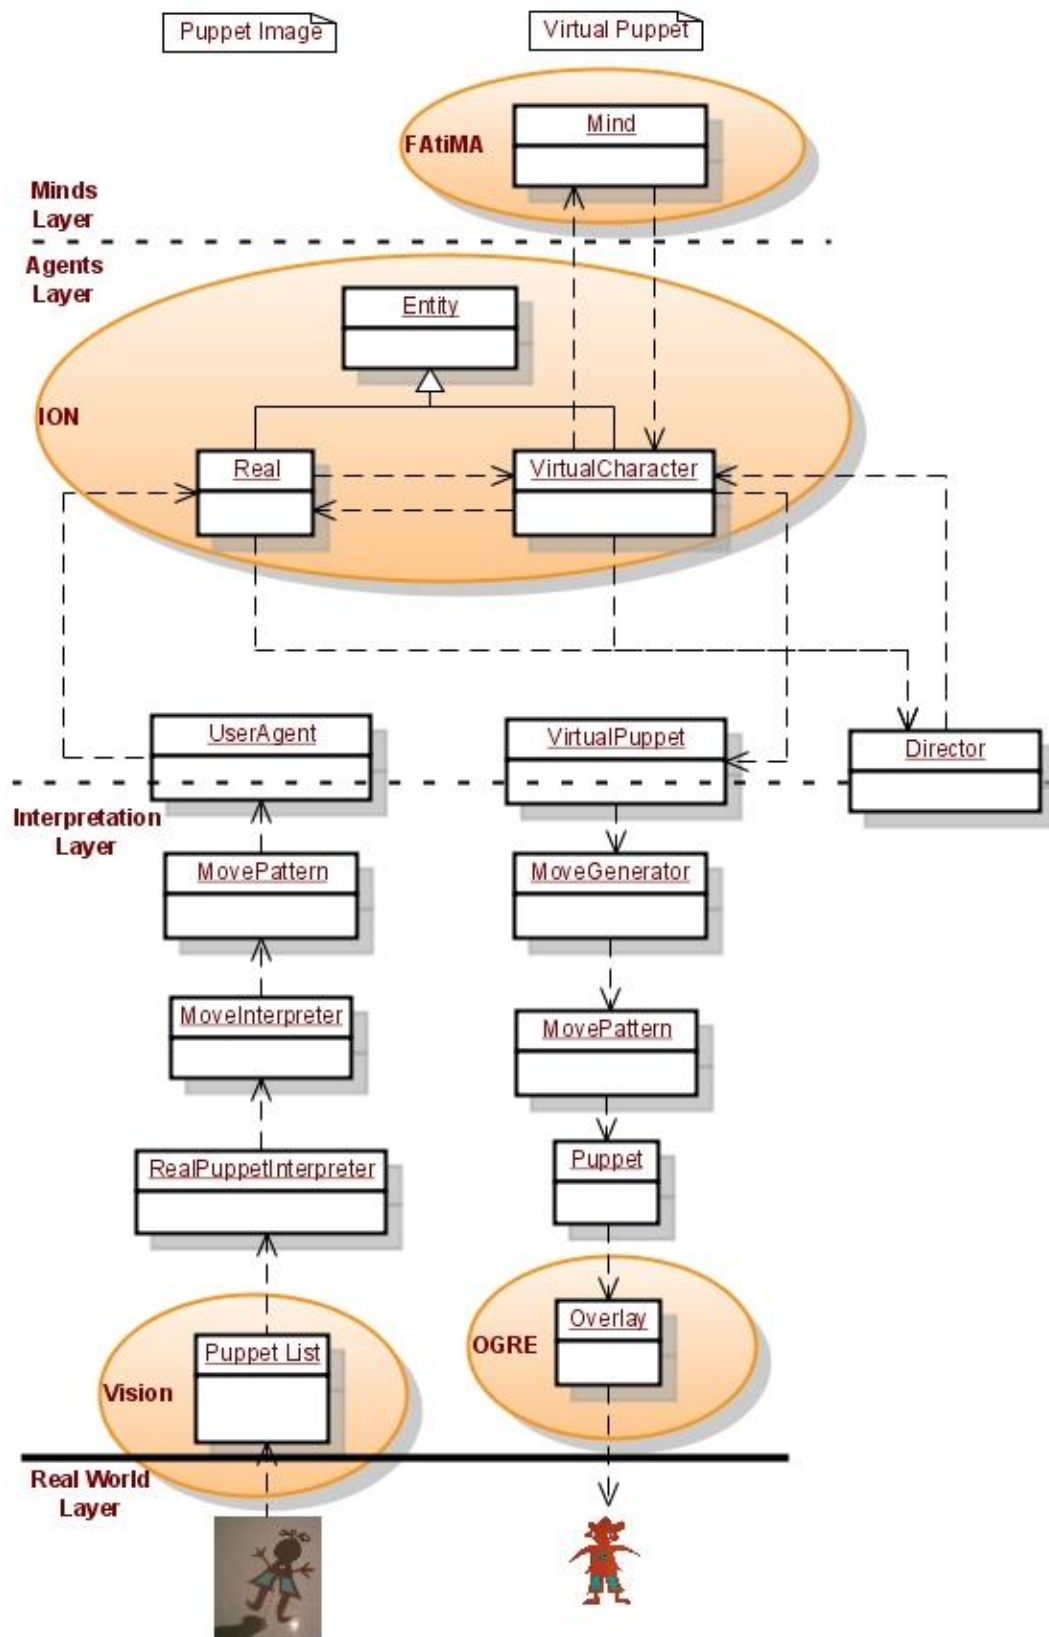 Puppet Image
Virtual Puppet
Mind
FAtiMA
Minds
Layer
Agents
Layer
Entity
ION
Real
VirtualCharacter
UserAgent
VirtualPuppet
Director
Interpretation
Layer
MovePattern
MoveGenerator
MoveInterpreter
MovePattern
RealPuppetInterpreter
Puppet
Puppet List
Overlay
Vision
OGRE
Real World
Layer